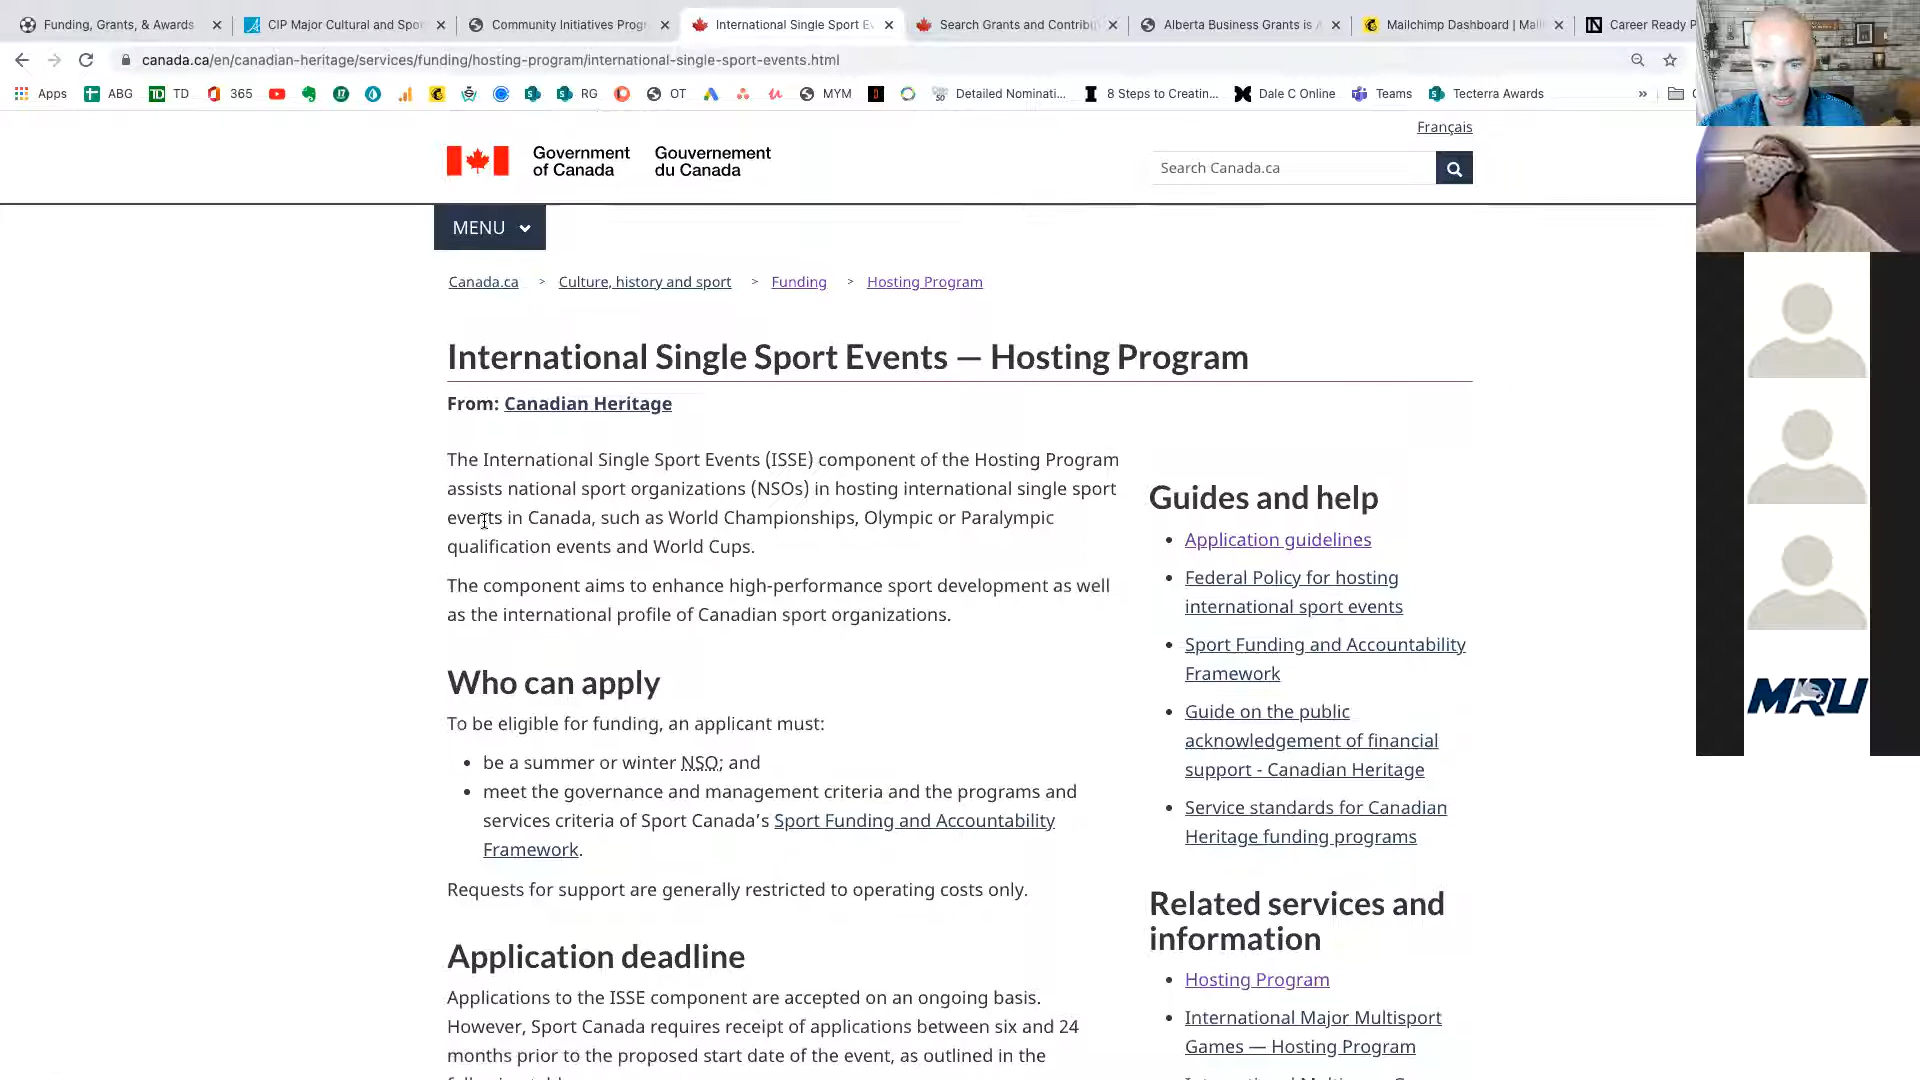 Funding, Grants, & Awards
CIP Major Cultural and Spo
Community Initiatives Prog
International Single Sport Ev
Search Grants and Contrib
Alberta Business Grants is
Mailchimp Dashboard | Mail
Career Ready P
canada.ca/en/canadian-heritage/services/funding/hosting-program/international-single-sport-events.html
Apps
ABG
TD
365
RG
OT
MYM
Detailed Nominati...
8 Steps to Creatin...
Dale C Online
Teams
Tecterra Awards
»
Français
Government
of Canada
Gouvernement
du Canada
Search Canada.ca
MENU
Canada.ca > Culture, history and sport > Funding > Hosting Program
International Single Sport Events — Hosting Program
From: Canadian Heritage
The International Single Sport Events (ISSE) component of the Hosting Program
assists national sport organizations (NSOs) in hosting international single sport
events in Canada, such as World Championships, Olympic or Paralympic
qualification events and World Cups.
The component aims to enhance high-performance sport development as well
as the international profile of Canadian sport organizations.
Who can apply
To be eligible for funding, an applicant must:
• be a summer or winter NSO; and
• meet the governance and management criteria and the programs and
services criteria of Sport Canada’s Sport Funding and Accountability
Framework.
Requests for support are generally restricted to operating costs only.
Application deadline
Applications to the ISSE component are accepted on an ongoing basis.
However, Sport Canada requires receipt of applications between six and 24
months prior to the proposed start date of the event, as outlined in the
Guides and help
• Application guidelines
• Federal Policy for hosting
international sport events
• Sport Funding and Accountability
Framework
• Guide on the public
acknowledgement of financial
support - Canadian Heritage
• Service standards for Canadian
Heritage funding programs
Related services and
information
• Hosting Program
• International Major Multisport
Games — Hosting Program
MRU